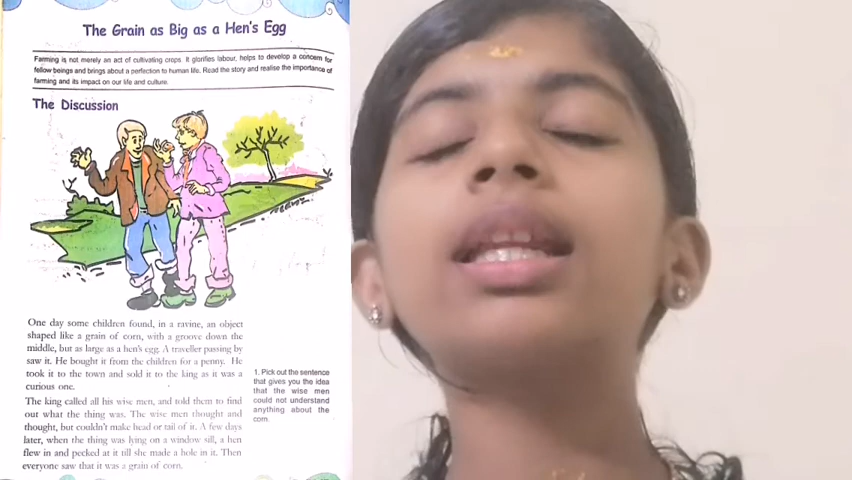 The Grain as Big as a Hen's Egg
Farming is not merely an act of cultivating crops. It glorifies labour, helps to develop a concern for
fellow beings and brings about a perfection to human life. Read the story and realise the importance of
farming and its impact on our life and culture.
The Discussion
One day some children found, in a ravine, an object
shaped like a grain of corn, with a groove down the
middle, but as large as a hen's egg. A traveller passing by
saw it. He bought it from the children for a penny. He
took it to the town and sold it to the king as it was a
curious one.
The king called all his wise men, and told them to find
out what the thing was. The wise men thought and
thought, but couldn't make head or tail of it. A few days
later, when the thing was lying on a window sill, a hen
flew in and pecked at it till she made a hole in it. Then
everyone saw that it was a grain of corn.
1. Pick out the sentence
that gives you the idea
that the wise men
could not understand
anything about the
corn.